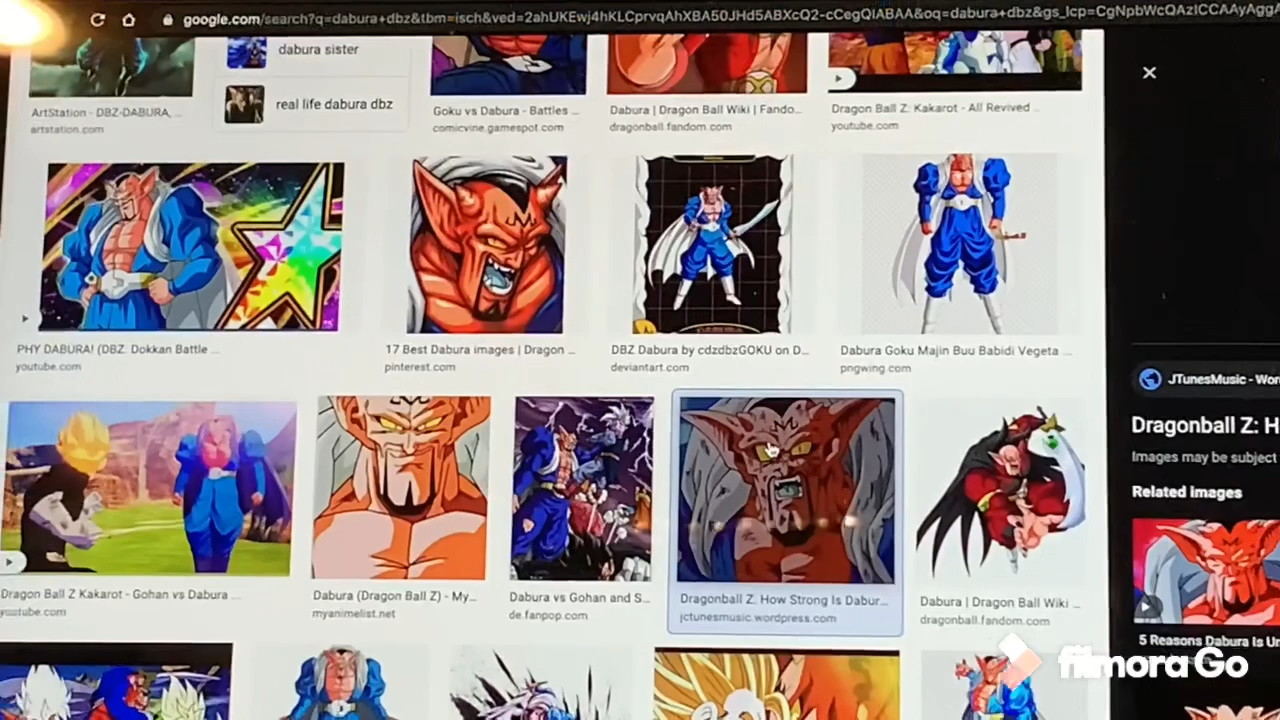 google.com/search?q=dabura+dbz&tbm=isch&ved=2ahUKEwj4hKLCprvqAhXBA50JHd5ABXcQ2-cCegQIABAA&oq=dabura+dbz&gs_lcp=CgNpbWcQAzICCAAyAgg
dabura sister
real life dabura dbz
ArtStation - DBZ-DABURA, ...
artstation.com
Goku vs Dabura - Battles ...
comicvine.gamespot.com
Dabura | Dragon Ball Wiki | Fando...
dragonball.fandom.com
Dragon Ball Z: Kakarot - All Revived ...
youtube.com
PHY DABURA! (DBZ: Dokkan Battle ...
youtube.com
17 Best Dabura images | Dragon ...
pinterest.com
DBZ Dabura by cdzdbzGOKU on D...
deviantart.com
Dabura Goku Majin Buu Babidi Vegeta ...
pngwing.com
JTunesMusic - Wor
Dragonball Z: H
Images may be subject
Related images
Dragon Ball Z Kakarot - Gohan vs Dabura ...
youtube.com
Dabura (Dragon Ball Z) - My...
myanimelist.net
Dabura vs Gohan and S...
de.fanpop.com
Dragonball Z: How Strong Is Dabur...
jctunesmusic.wordpress.com
Dabura | Dragon Ball Wiki ...
dragonball.fandom.com
5 Reasons Dabura Is Un
filmora Go